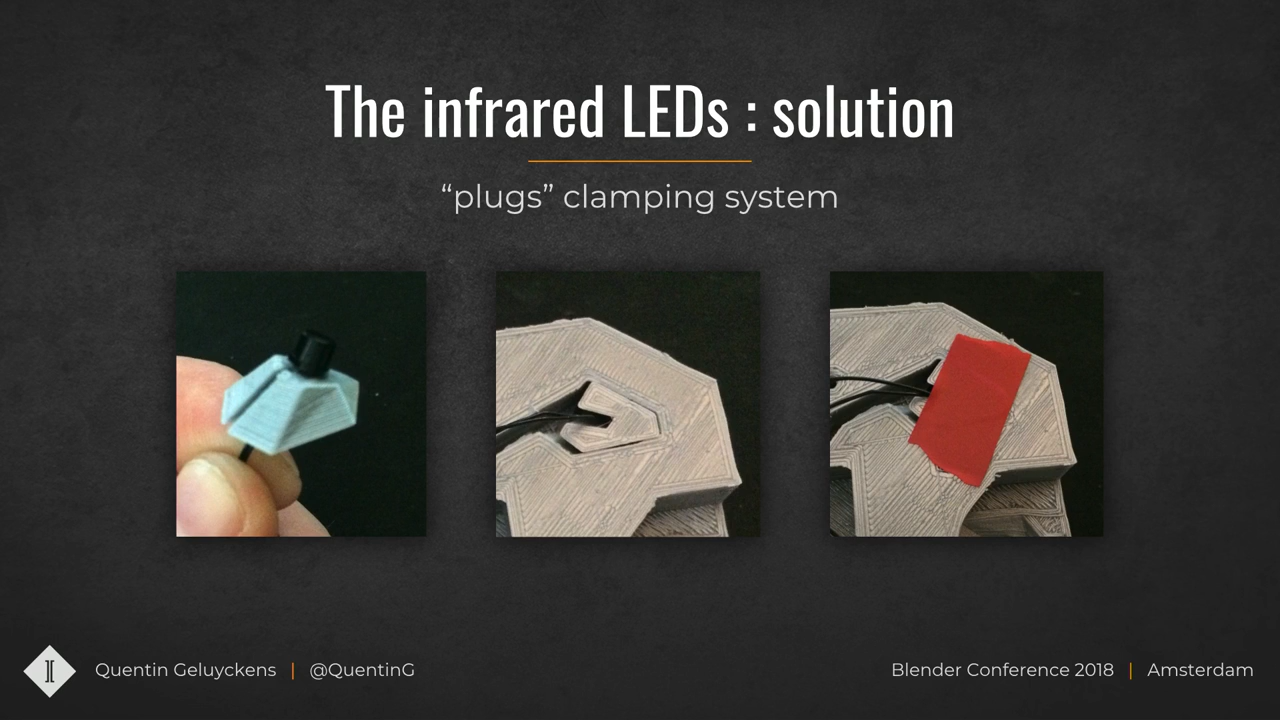 The infrared LEDs : solution
“plugs” clamping system
Quentin Geluyckens | @QuentinG
Blender Conference 2018 | Amsterdam